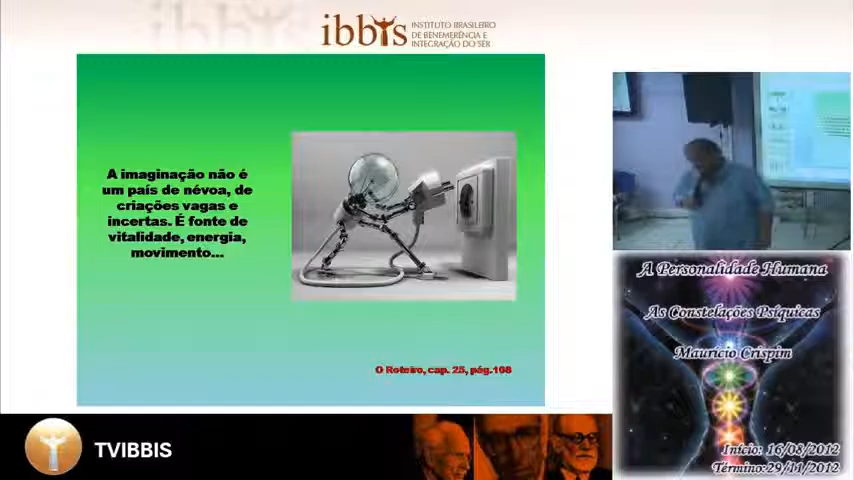 ibbis
INSTITUTO BRASILEIRO
DE BENEMERÊNCIA E
INTEGRAÇÃO DO SER
A imaginação não é
um país de névoa, de
criações vagas e
incertas. É fonte de
vitalidade, energia,
movimento...
O Roteiro, cap. 25, pág.108
A Personalidade Humana
As Constelações Psíquicas
Maurício Crispim
Início: 16/08/2012
Término:29/11/2012
TVIBBIS